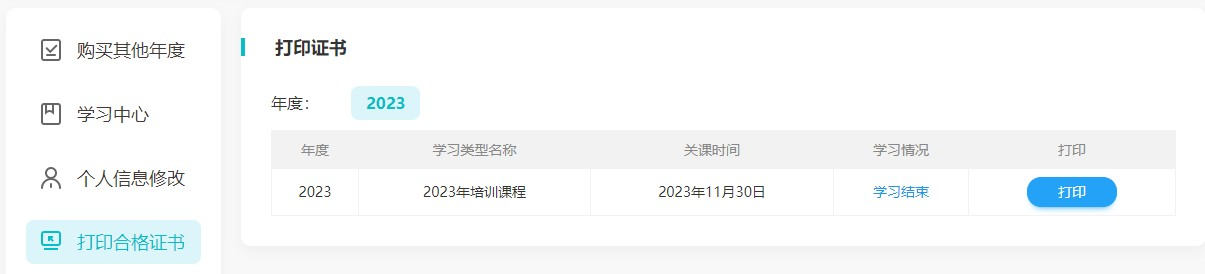 购买其他年度
学习中心
个人信息修改
打印合格证书
打印证书
年度: 2023
年度 学习类型名称 关课时间 学习情况 打印
2023 2023年培训课程 2023年11月30日 学习结束 打印